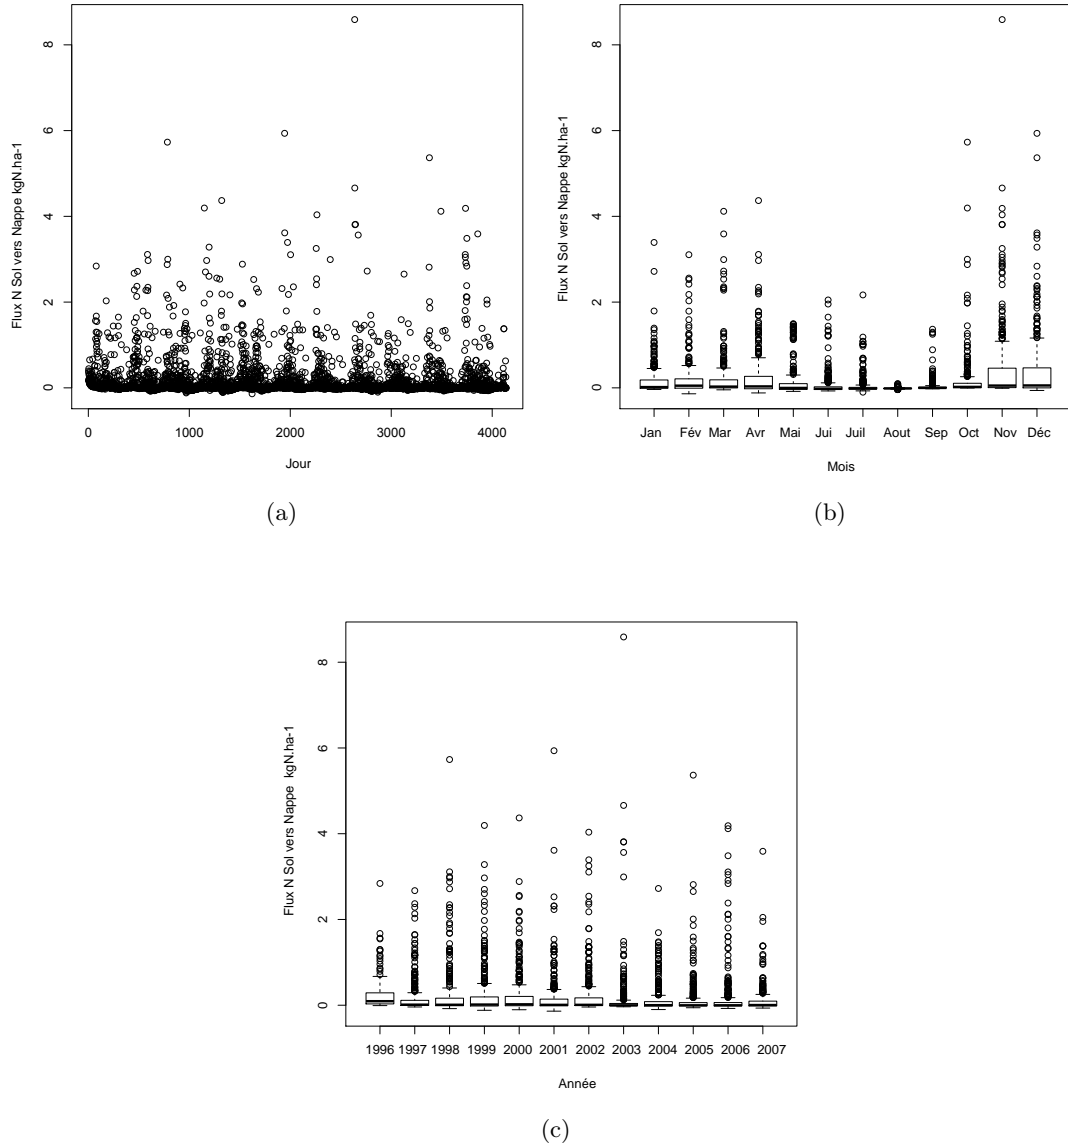 8
6
4
2
0
Flux N Sol vers Nappe kgN.ha-1
0 1000 2000 3000 4000
Jour
(a)
8
6
4
2
0
Flux N Sol vers Nappe kgN.ha-1
Jan Fév Mar Avr Mai Jui Juil Aout Sep Oct Nov Déc
Mois
(b)
8
6
4
2
0
Flux N Sol vers Nappe kgN.ha-1
1996 1997 1998 1999 2000 2001 2002 2003 2004 2005 2006 2007
Année
(c)